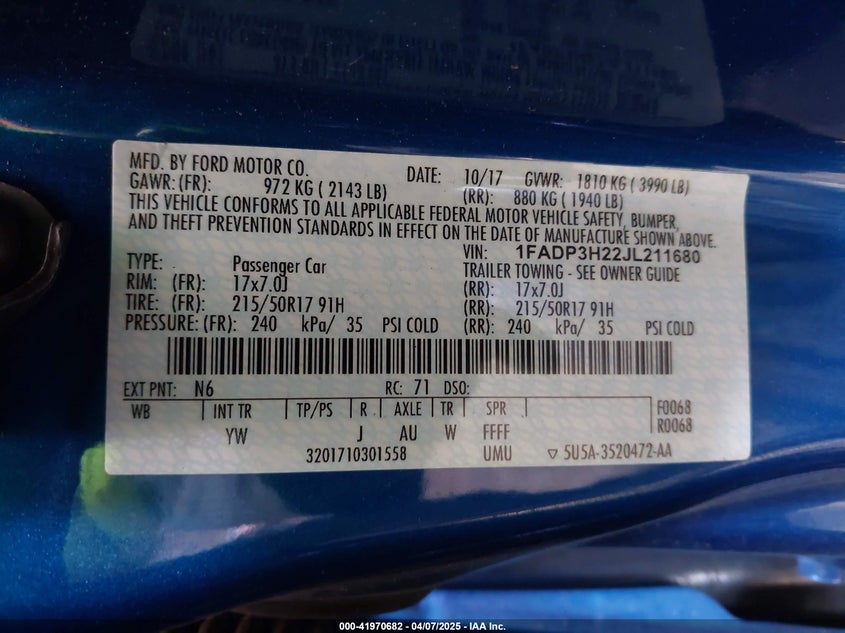 MFD. BY FORD MOTOR CO. DATE: 10/17 GVWR: 1810 KG ( 3990 LB)
GAWR: (FR): 972 KG ( 2143 LB) (RR): 880 KG ( 1940 LB)
THIS VEHICLE CONFORMS TO ALL APPLICABLE FEDERAL MOTOR VEHICLE SAFETY, BUMPER,
AND THEFT PREVENTION STANDARDS IN EFFECT ON THE DATE OF MANUFACTURE SHOWN ABOVE.
VIN: 1FADP3H22JL211680
TYPE: Passenger Car TRAILER TOWING - SEE OWNER GUIDE
RIM: (FR): 17x7.0J (RR): 17x7.0J
TIRE: (FR): 215/50R17 91H (RR): 215/50R17 91H
PRESSURE: (FR): 240 kPa/ 35 PSI COLD (RR): 240 kPa/ 35 PSI COLD
EXT PNT: N6 RC: 71 DSO:
WB INT TR TP/PS R AXLE TR SPR F0068
YW J AU W FFFF R0068
3201710301558 UMU ▽ 5U5A-3520472-AA
000-41970682 - 04/07/2025 - IAA Inc.